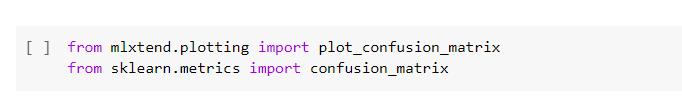 [ ] from mlxtend.plotting import plot_confusion_matrix
from sklearn.metrics import confusion_matrix